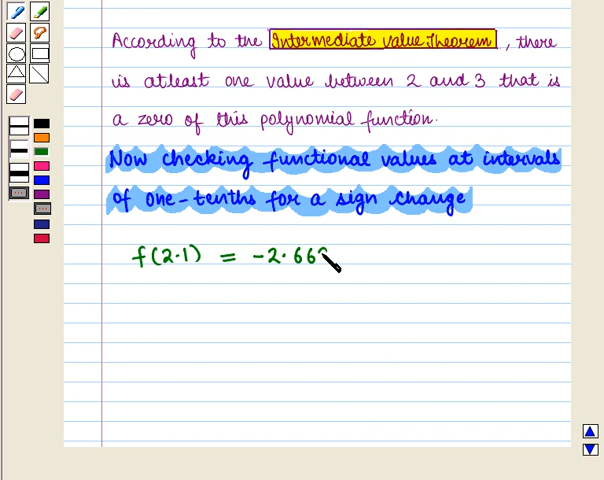 According to the Intermediate Value Theorem, there
is atleast one value between 2 and 3 that is
a zero of this polynomial function.
Now checking functional values at intervals
of one-tenths for a sign change
f(2.1) = -2.66